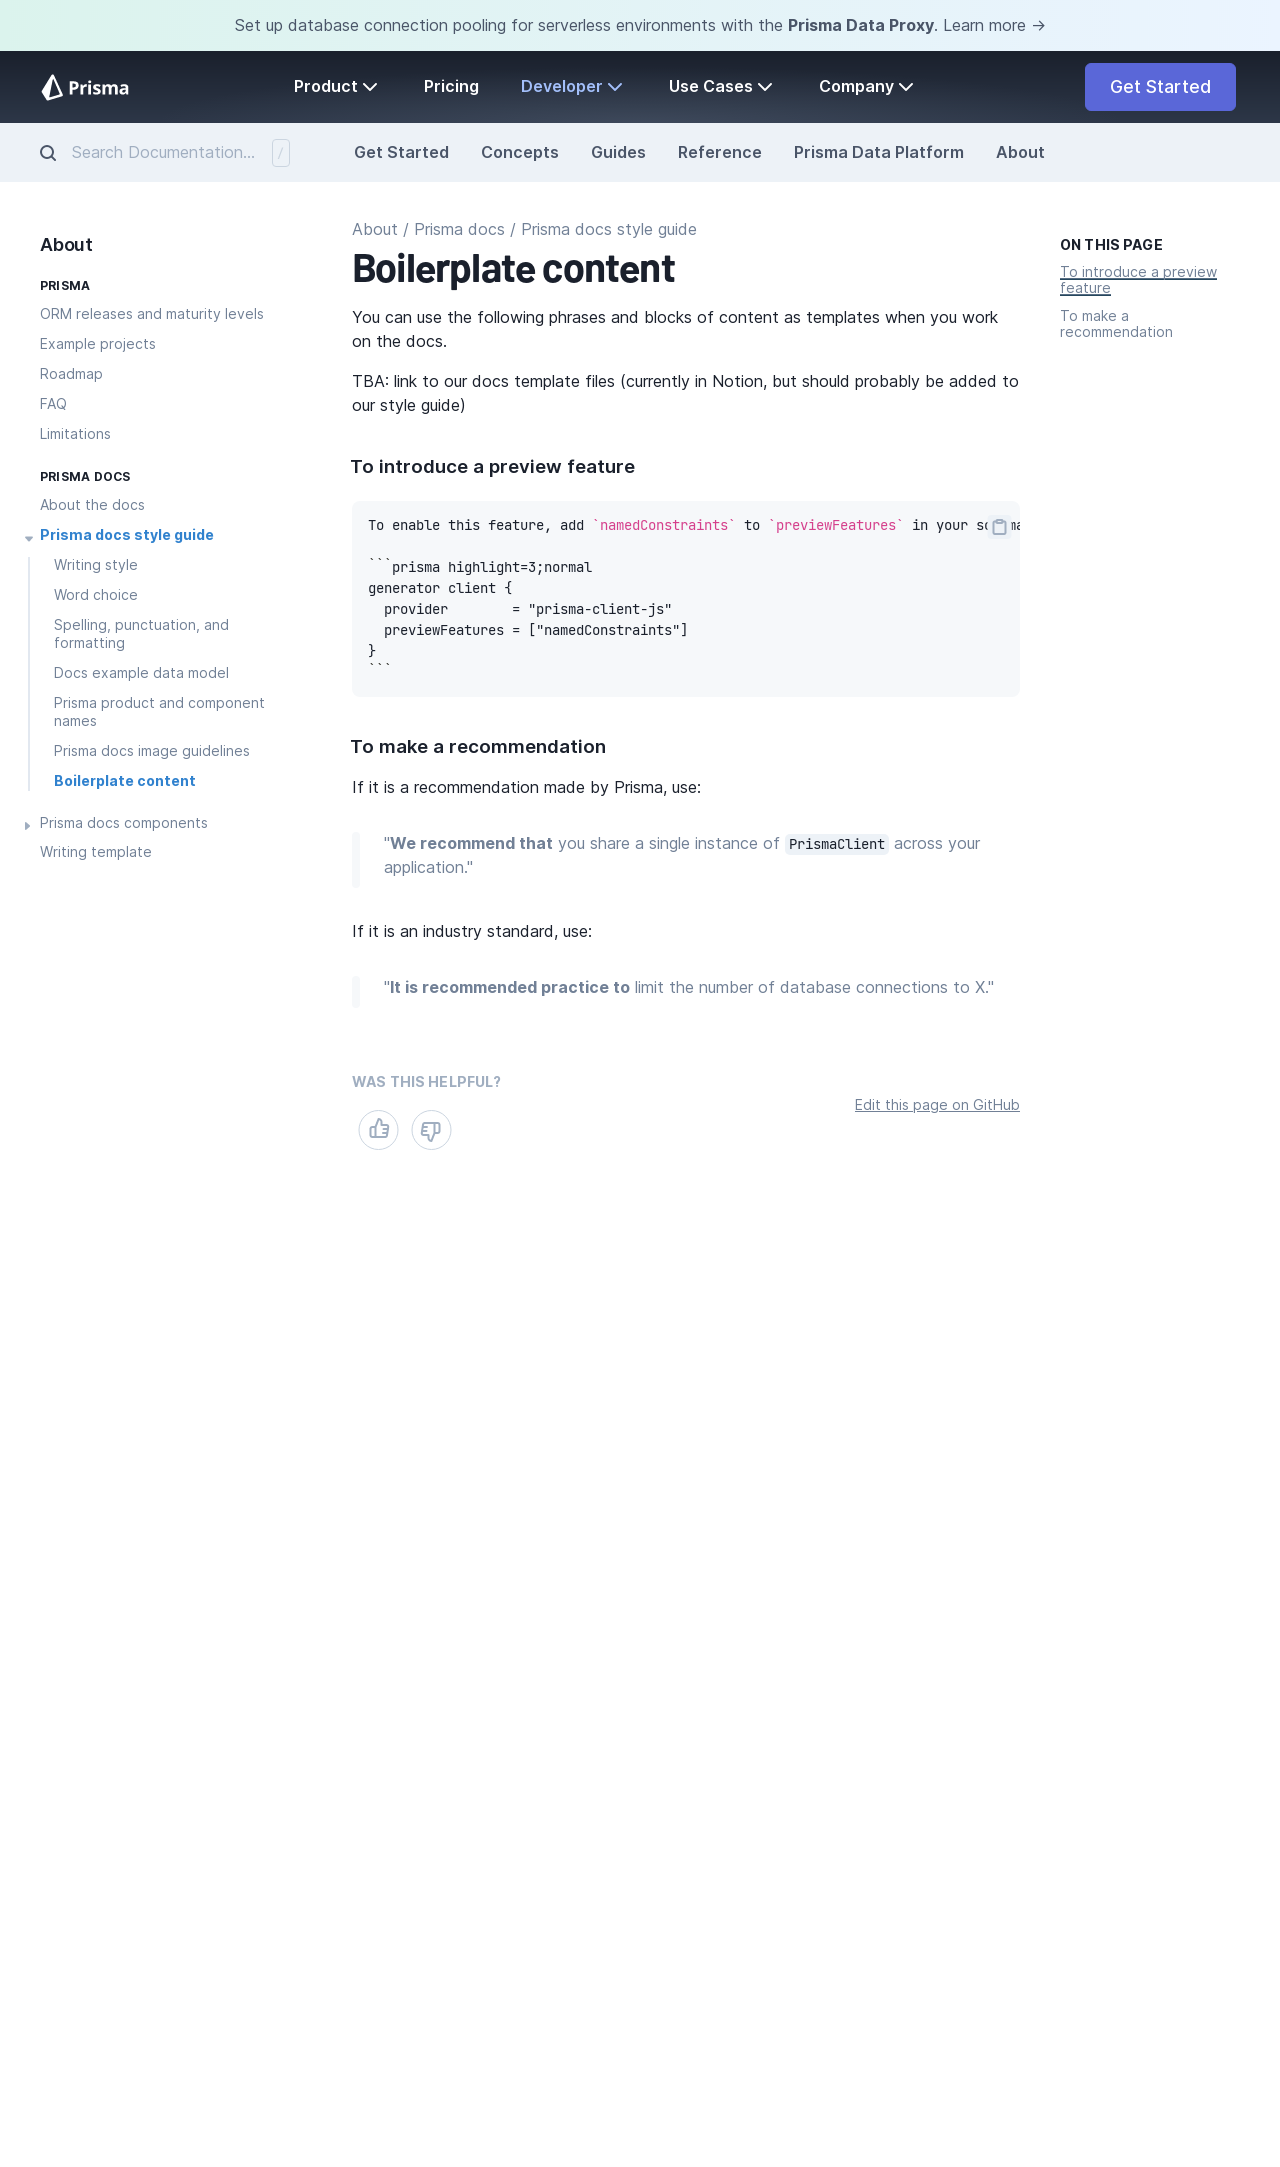 Set up database connection pooling for serverless environments with the Prisma Data Proxy. Learn more →
Prisma
Product
Pricing
Developer
Use Cases
Company
Get Started
Search Documentation...
/
Get Started
Concepts
Guides
Reference
Prisma Data Platform
About
About
PRISMA
ORM releases and maturity levels
Example projects
Roadmap
FAQ
Limitations
PRISMA DOCS
About the docs
Prisma docs style guide
Writing style
Word choice
Spelling, punctuation, and
formatting
Docs example data model
Prisma product and component
names
Prisma docs image guidelines
Boilerplate content
Prisma docs components
Writing template
About / Prisma docs / Prisma docs style guide
Boilerplate content
You can use the following phrases and blocks of content as templates when you work
on the docs.
TBA: link to our docs template files (currently in Notion, but should probably be added to
our style guide)
To introduce a preview feature
To enable this feature, add `namedConstraints` to `previewFeatures` in your
```prisma highlight=3;normal
generator client {
  provider        = "prisma-client-js"
  previewFeatures = ["namedConstraints"]
}
```
To make a recommendation
If it is a recommendation made by Prisma, use:
"We recommend that you share a single instance of PrismaClient across your
application."
If it is an industry standard, use:
"It is recommended practice to limit the number of database connections to X."
WAS THIS HELPFUL?
Edit this page on GitHub
ON THIS PAGE
To introduce a preview
feature
To make a
recommendation